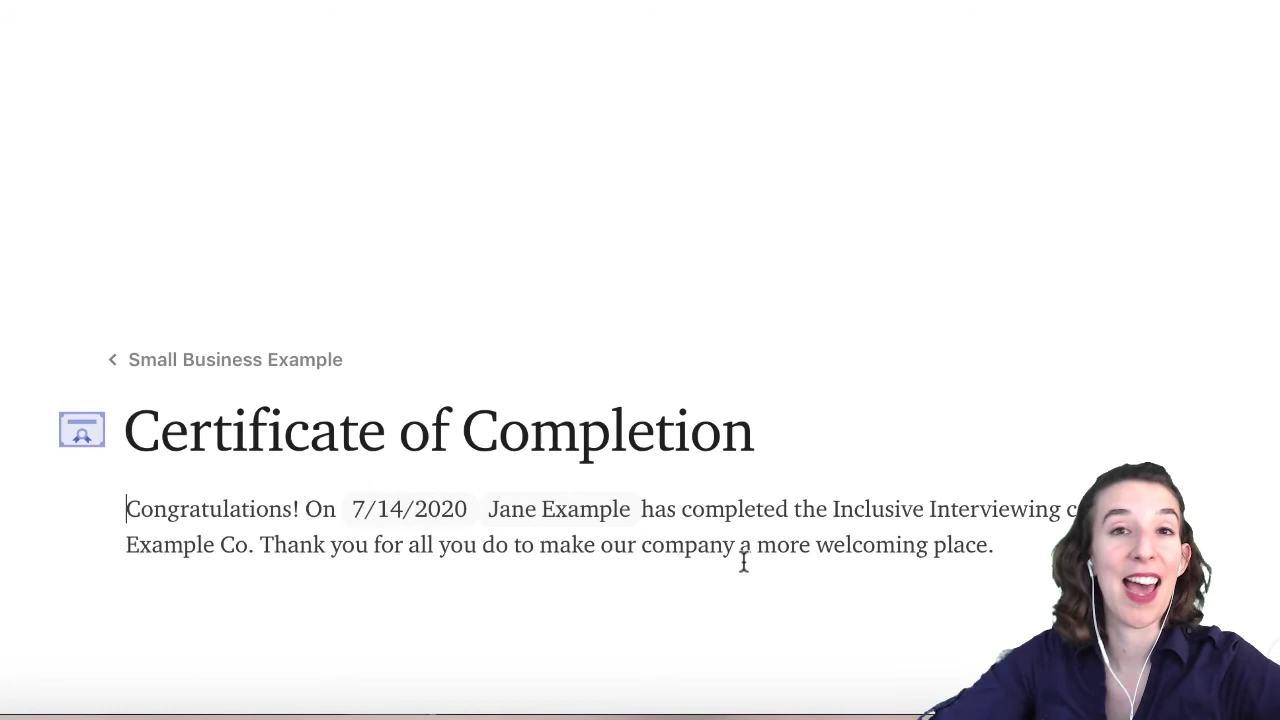 Small Business Example
Certificate of Completion
Congratulations! On 7/14/2020 Jane Example has completed the Inclusive Interviewing
Example Co. Thank you for all you do to make our company a more welcoming place.